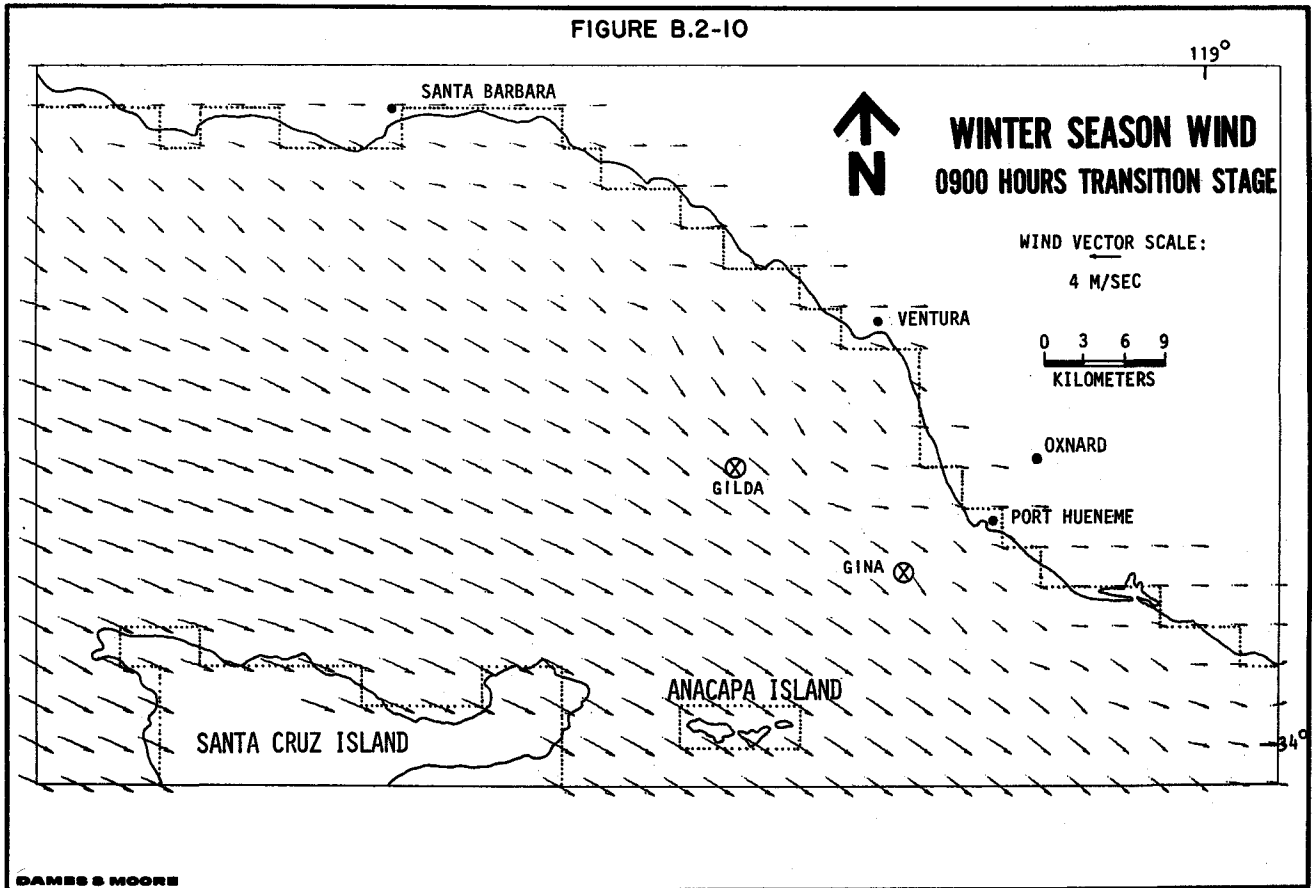 FIGURE B.2-10
119°
SANTA BARBARA
N
WINTER SEASON WIND
0900 HOURS TRANSITION STAGE
WIND VECTOR SCALE:
4 M/SEC
VENTURA
0 3 6 9
KILOMETERS
OXNARD
GILDA
PORT HUENEME
GINA
ANACAPA ISLAND
SANTA CRUZ ISLAND
34°
DAMES & MOORE